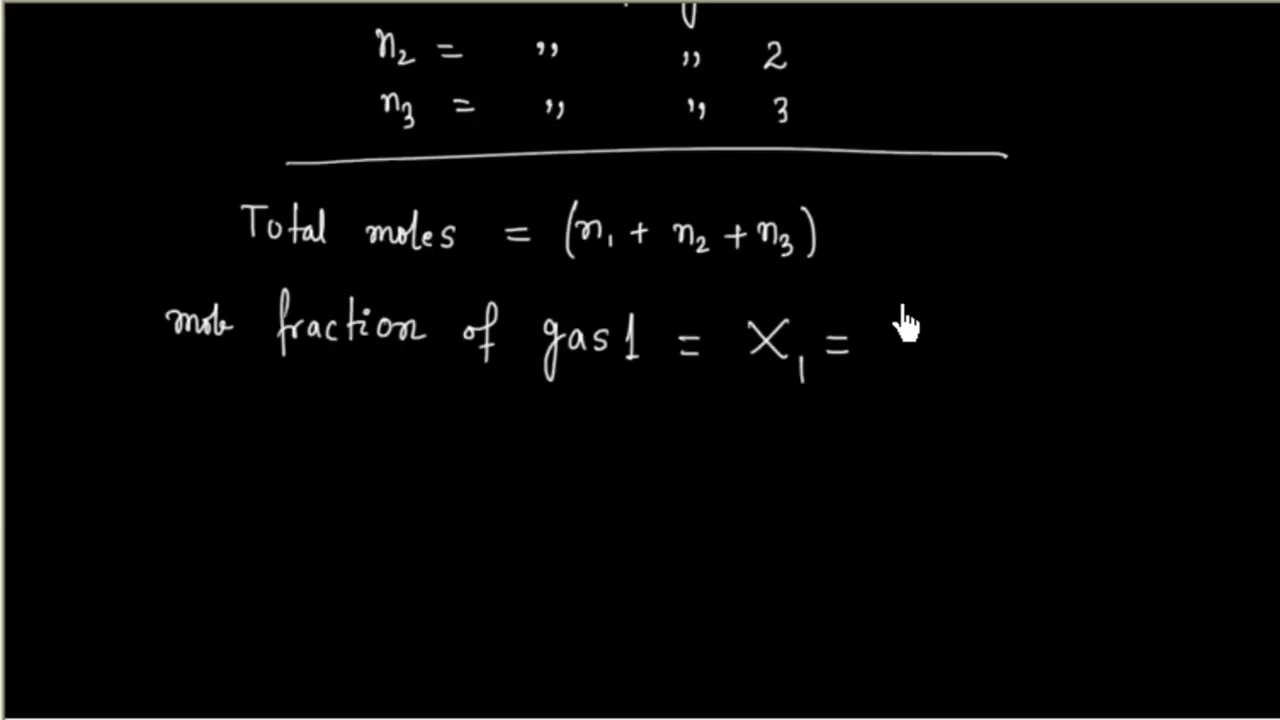 n₂ = ,, ,, 2
n₃ = ,, ,, 3
Total moles = (n₁ + n₂ + n₃)
mole fraction of gas 1 = X₁ =